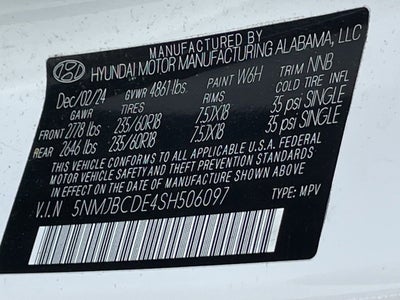 MANUFACTURED BY
HYUNDAI MOTOR MANUFACTURING ALABAMA, LLC
Dec/02/24 GVWR 4861 lbs. PAINT W6H TRIM NNB
GAWR TIRES RIMS COLD TIRE INFL
FRONT 2778 lbs 235/60R18 7.5JX18 35 psi SINGLE
REAR 2646 lbs 235/60R18 7.5JX18 35 psi SINGLE
THIS VEHICLE CONFORMS TO ALL APPLICABLE U.S.A. FEDERAL
MOTOR VEHICLE SAFETY AND THEFT PREVENTION STANDARDS
IN EFFECT ON THE DATE OF MANUFACTURE SHOWN ABOVE.
V.I.N 5NMJBCDE4SH506097 TYPE: MPV